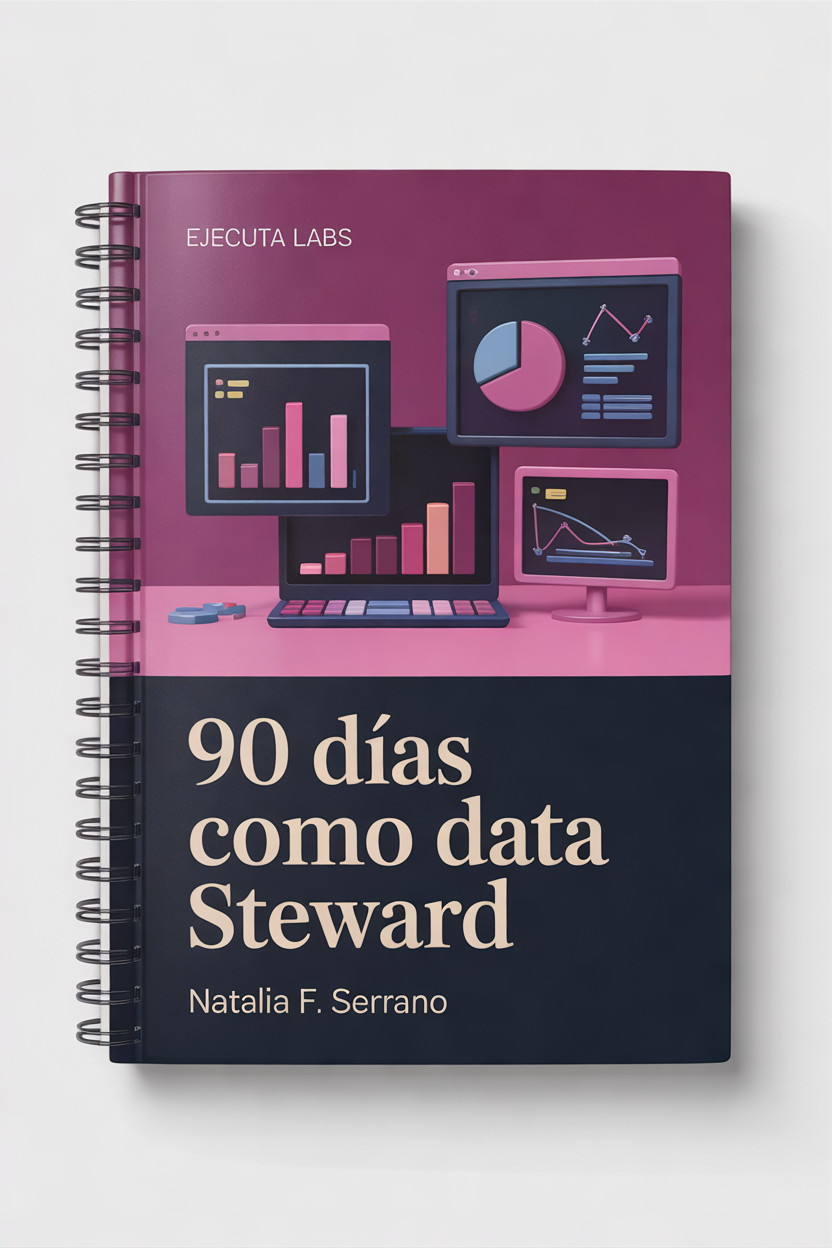 EJECUTA LABS
90 días
como data
Steward
Natalia F. Serrano